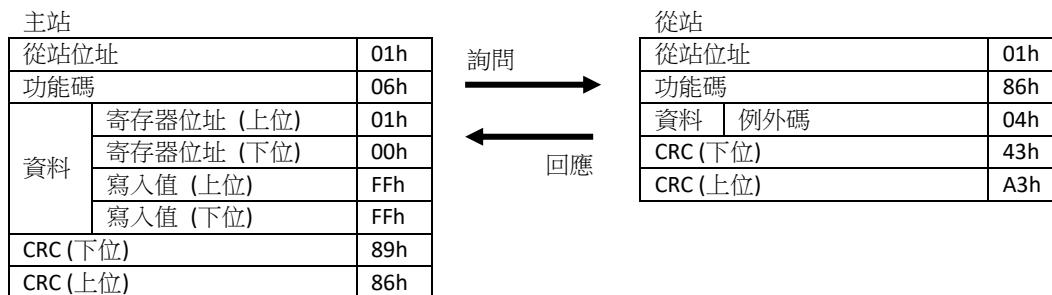 主站
從站位址 01h
功能碼 06h
資料
寄存器位址 (上位) 01h
寄存器位址 (下位) 00h
寫入值 (上位) FFh
寫入值 (下位) FFh
CRC (下位) 89h
CRC (上位) 86h
詢問
回應
從站
從站位址 01h
功能碼 86h
資料 例外碼 04h
CRC (下位) 43h
CRC (上位) A3h